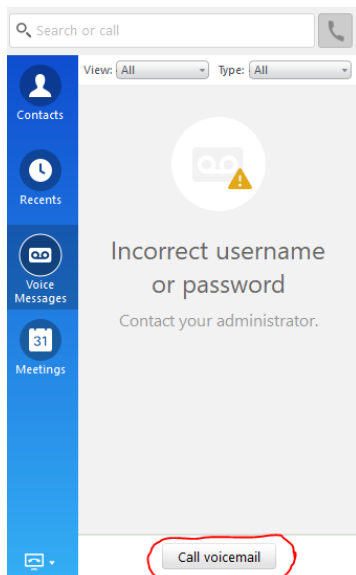 Search or call
View: All Type: All
Contacts
Recents
Voice
Messages
31
Meetings
Incorrect username
or password
Contact your administrator.
Call voicemail